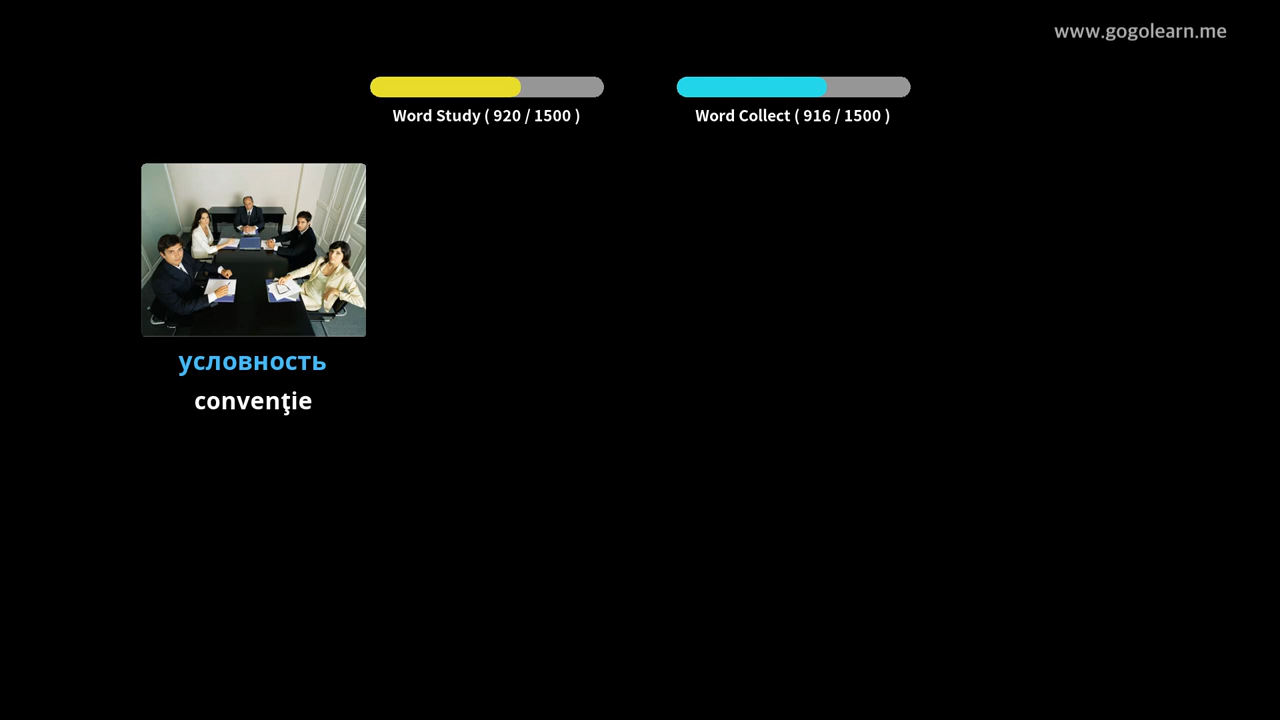 www.gogolearn.me
Word Study ( 920 / 1500 )
Word Collect ( 916 / 1500 )
условность
convenţie